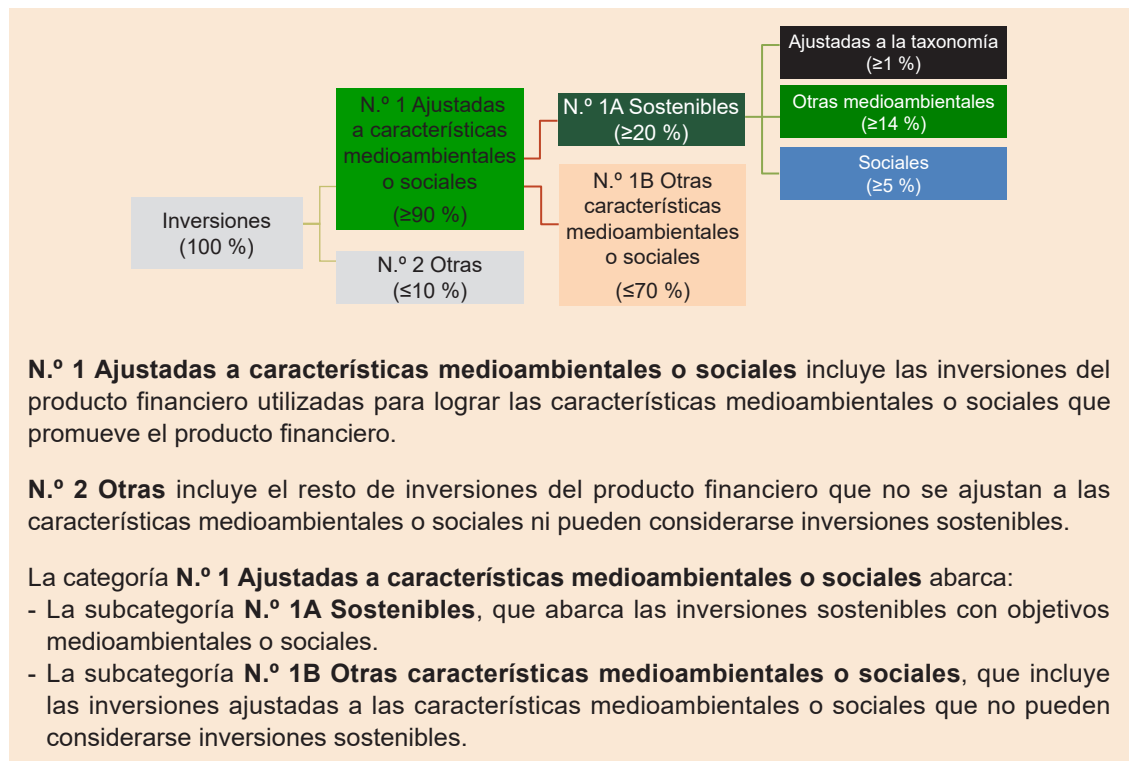 Inversiones
(100 %)
N.º 1 Ajustadas
a características
medioambientales
o sociales
(≥90 %)
N.º 2 Otras
(≤10 %)
N.º 1A Sostenibles
(≥20 %)
N.º 1B Otras
características
medioambientales
o sociales
(≤70 %)
Ajustadas a la taxonomía
(≥1 %)
Otras medioambientales
(≥14 %)
Sociales
(≥5 %)
N.º 1 Ajustadas a características medioambientales o sociales incluye las inversiones del
producto financiero utilizadas para lograr las características medioambientales o sociales que
promueve el producto financiero.
N.º 2 Otras incluye el resto de inversiones del producto financiero que no se ajustan a las
características medioambientales o sociales ni pueden considerarse inversiones sostenibles.
La categoría N.º 1 Ajustadas a características medioambientales o sociales abarca:
- La subcategoría N.º 1A Sostenibles, que abarca las inversiones sostenibles con objetivos
medioambientales o sociales.
- La subcategoría N.º 1B Otras características medioambientales o sociales, que incluye
las inversiones ajustadas a las características medioambientales o sociales que no pueden
considerarse inversiones sostenibles.